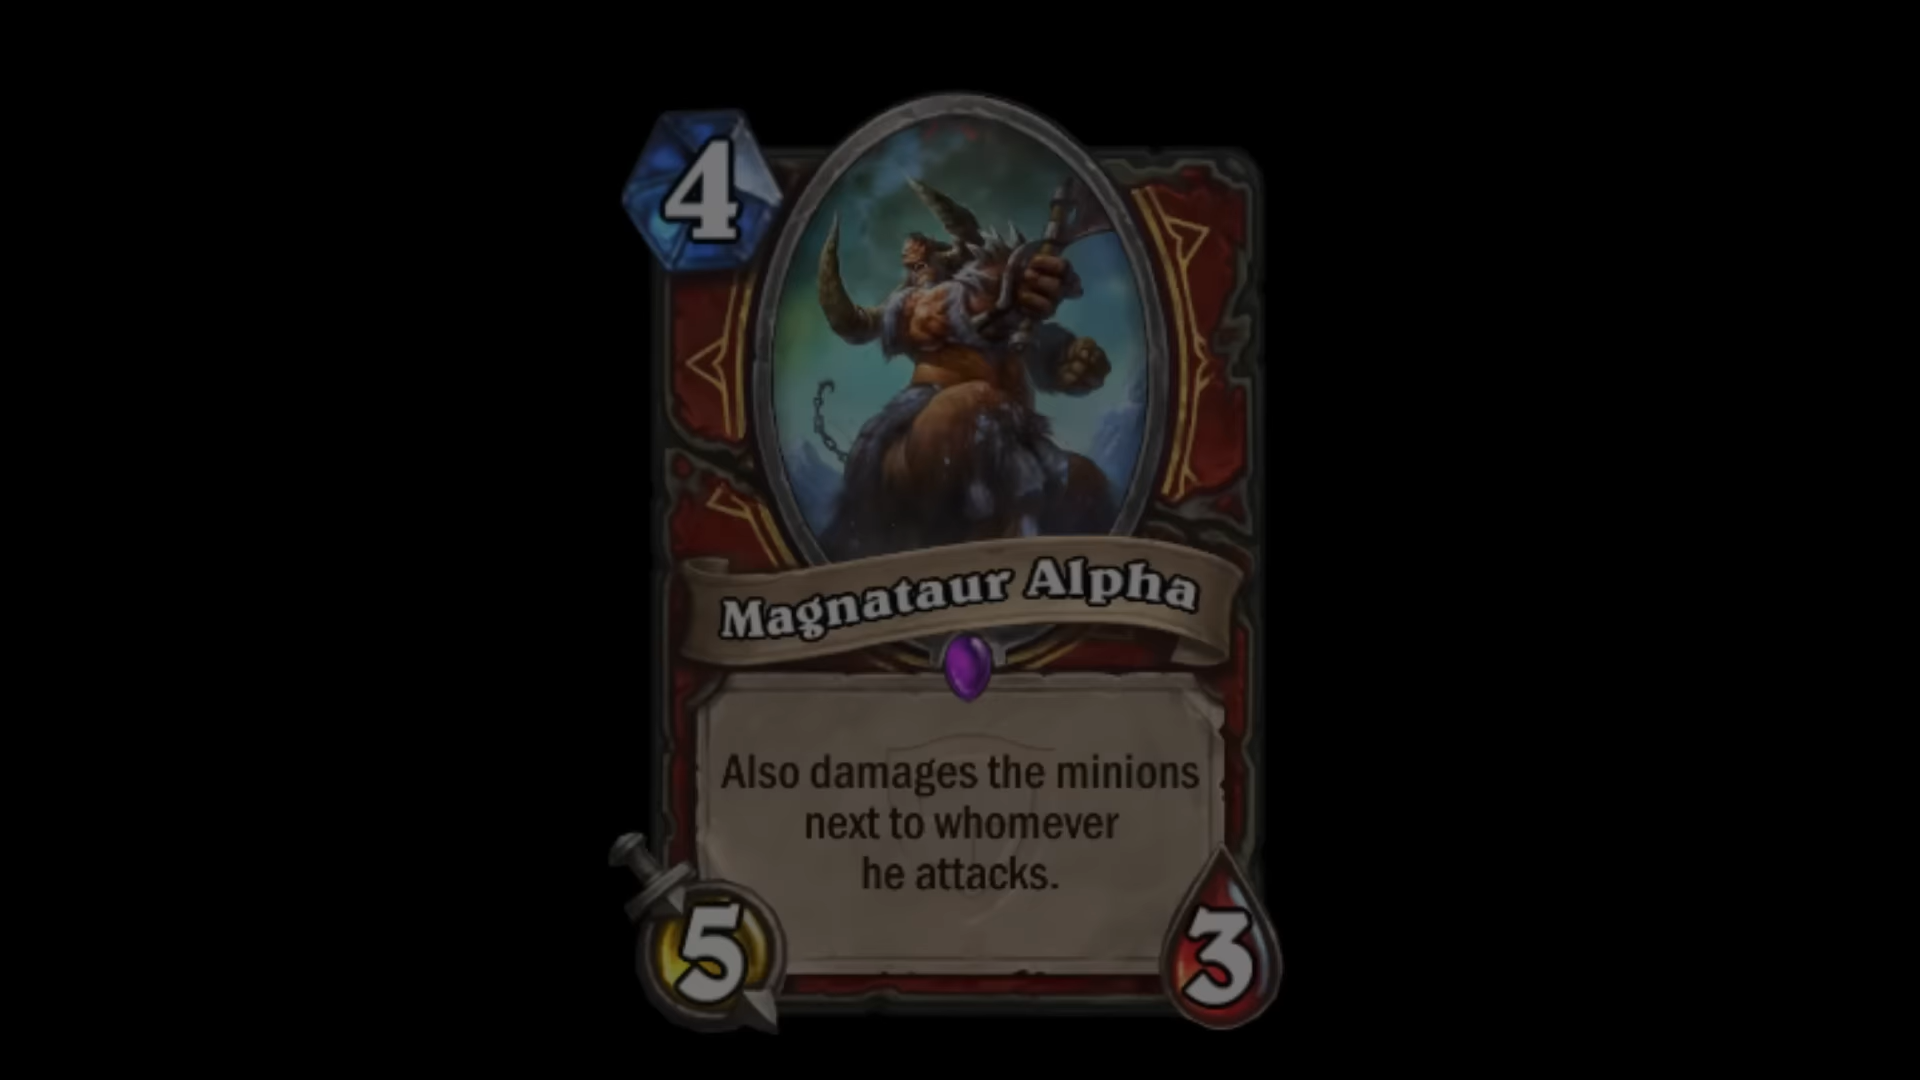 4
Magnataur Alpha
Also damages the minions
next to whomever
he attacks.
5
3